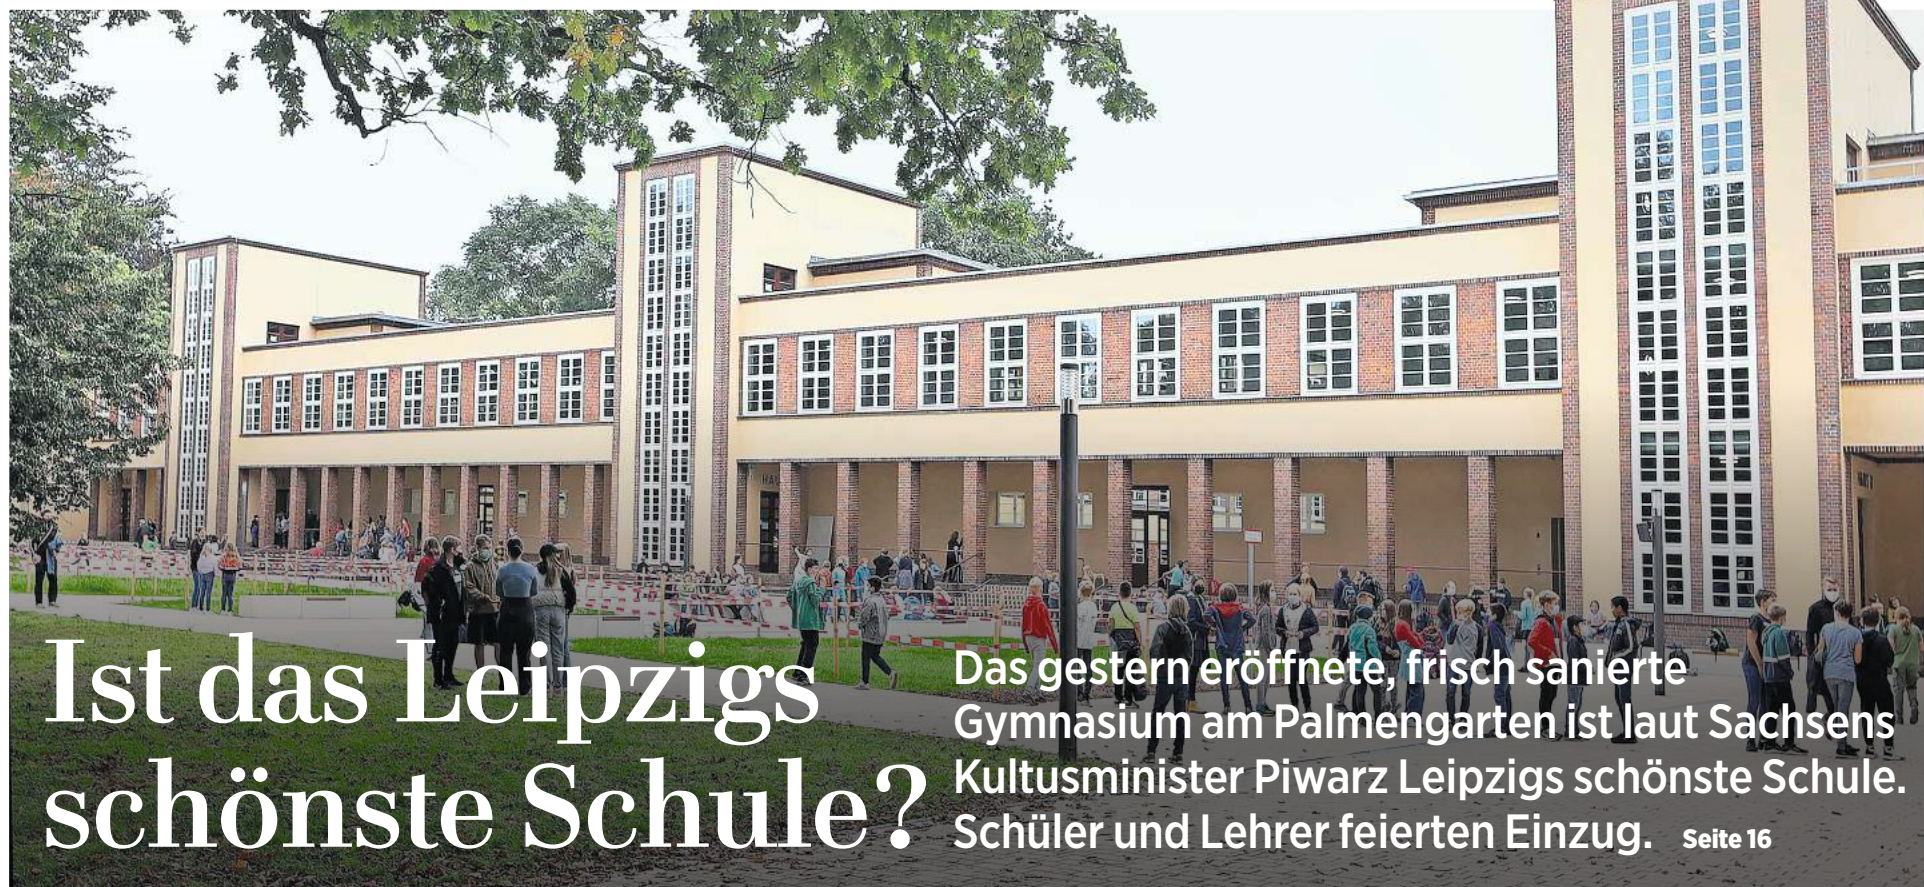 Ist das Leipzigs
schönste Schule?
Das gestern eröffnete, frisch sanierte
Gymnasium am Palmengarten ist laut Sachsens
Kultusminister Piwarz Leipzigs schönste Schule.
Schüler und Lehrer feierten Einzug. Seite 16